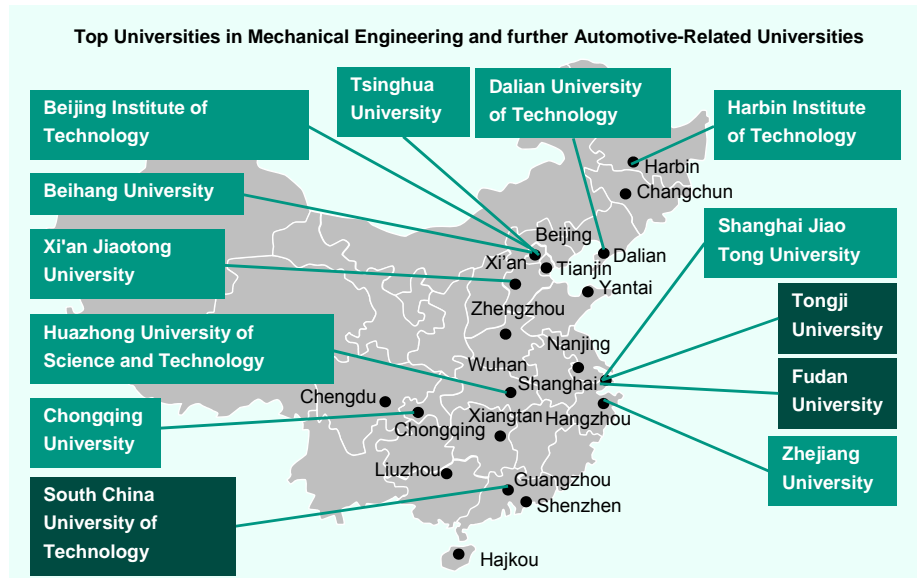 Top Universities in Mechanical Engineering and further Automotive-Related Universities
Beijing Institute of
Technology
Tsinghua
University
Dalian University
of Technology
Harbin Institute
of Technology
Beihang University
Xi'an Jiaotong
University
Huazhong University of
Science and Technology
Chongqing
University
South China
University of
Technology
Shanghai Jiao
Tong University
Tongji
University
Fudan
University
Zhejiang
University
Harbin
Changchun
Beijing
Dalian
Xi'an
Tianjin
Yantai
Zhengzhou
Nanjing
Wuhan
Shanghai
Chengdu
Xiangtan
Hangzhou
Chongqing
Liuzhou
Guangzhou
Shenzhen
Hajkou